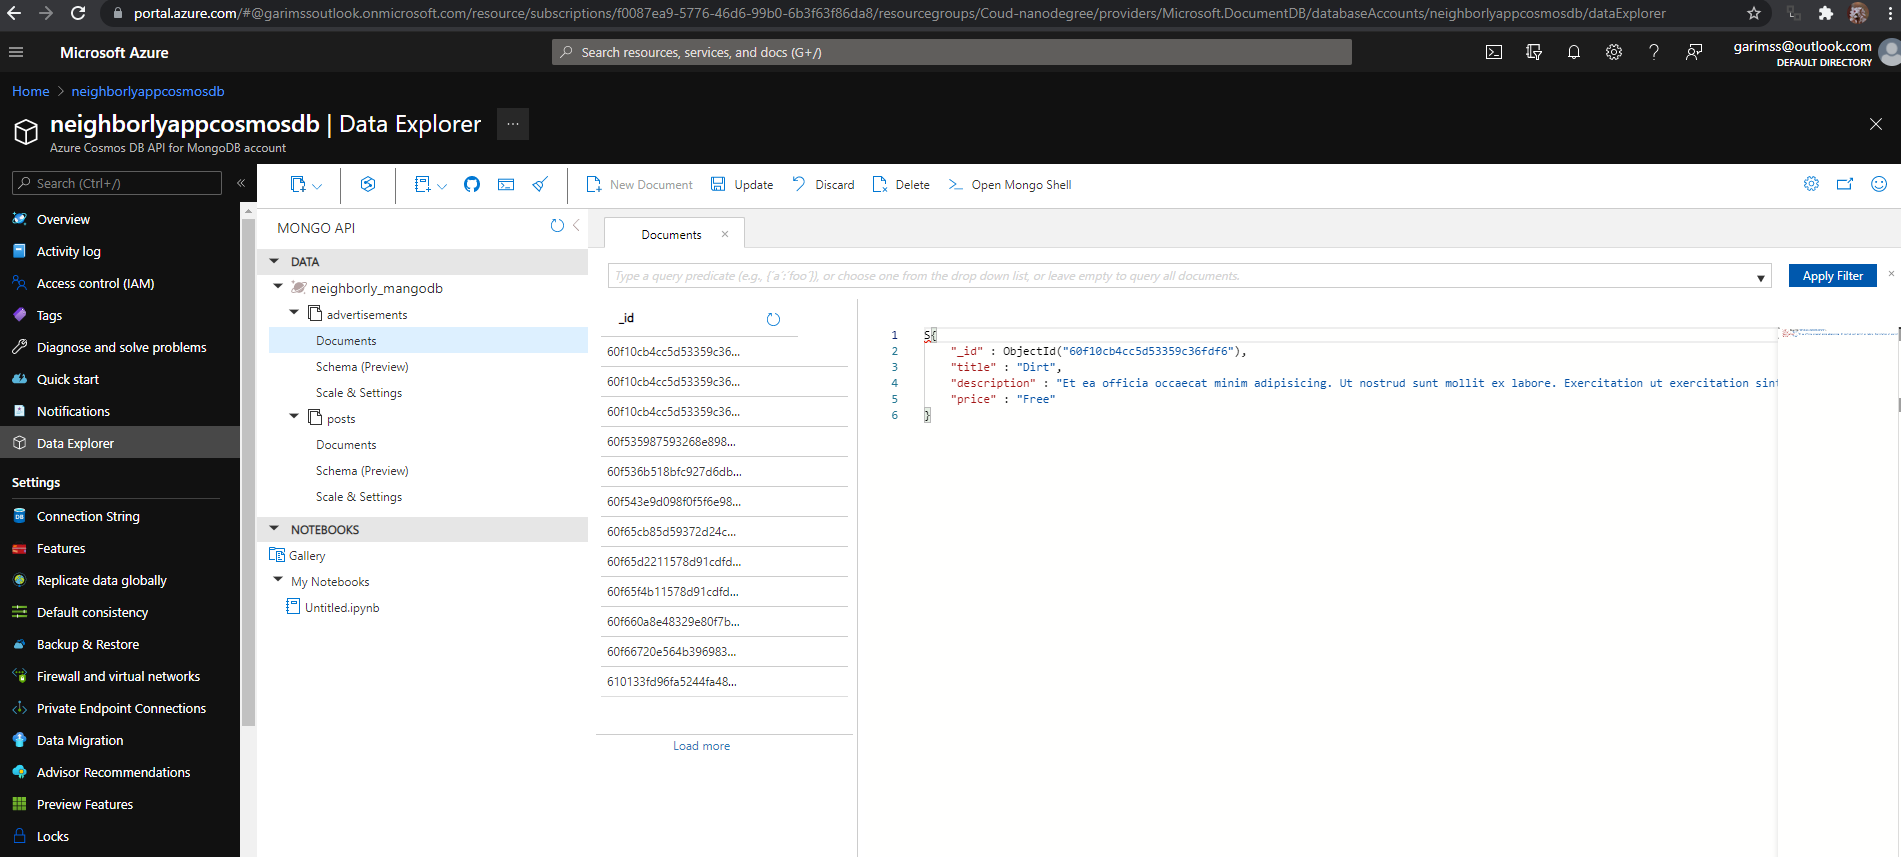 portal.azure.com/#@garimssoutlook.onmicrosoft.com/resource/subscriptions/f0087ea9-5776-46d6-99b0-6b3f63f86da8/resourcegroups/Coud-nanodegree/providers/Microsoft.DocumentDB/databaseAccounts/neighborlyappcosmosdb/dataExplorer
Microsoft Azure
Search resources, services, and docs (G+/)
garimss@outlook.com
DEFAULT DIRECTORY
Home > neighborlyappcosmosdb
neighborlyappcosmosdb | Data Explorer ...
Azure Cosmos DB API for MongoDB account
Search (Ctrl+/)
«
Overview
Activity log
Access control (IAM)
Tags
Diagnose and solve problems
Quick start
Notifications
Data Explorer
Settings
Connection String
Features
Replicate data globally
Default consistency
Backup & Restore
Firewall and virtual networks
Private Endpoint Connections
Data Migration
Advisor Recommendations
Preview Features
Locks
New Document Update Discard Delete Open Mongo Shell
MONGO API
DATA
neighborly_mangodb
advertisements
Documents
Schema (Preview)
Scale & Settings
posts
Documents
Schema (Preview)
Scale & Settings
NOTEBOOKS
Gallery
My Notebooks
Untitled.ipynb
Documents ×
Type a query predicate (e.g., {´a´:´foo´}), or choose one from the drop down list, or leave empty to query all documents.
Apply Filter
_id
60f10cb4cc5d53359c36...
60f10cb4cc5d53359c36...
60f10cb4cc5d53359c36...
60f535987593268e898...
60f536b518bfc927d6db...
60f543e9d098f0f5f6e98...
60f65cb85d59372d24c...
60f65d2211578d91cdfd...
60f65f4b11578d91cdfd...
60f660a8e48329e80f7b...
60f66720e564b396983...
610133fd96fa5244fa48...
Load more
1 S{
2 "_id" : ObjectId("60f10cb4cc5d53359c36fdf6"),
3 "title" : "Dirt",
4 "description" : "Et ea officia occaecat minim adipisicing. Ut nostrud sunt mollit ex labore. Exercitation ut exercitation sint
5 "price" : "Free"
6 }